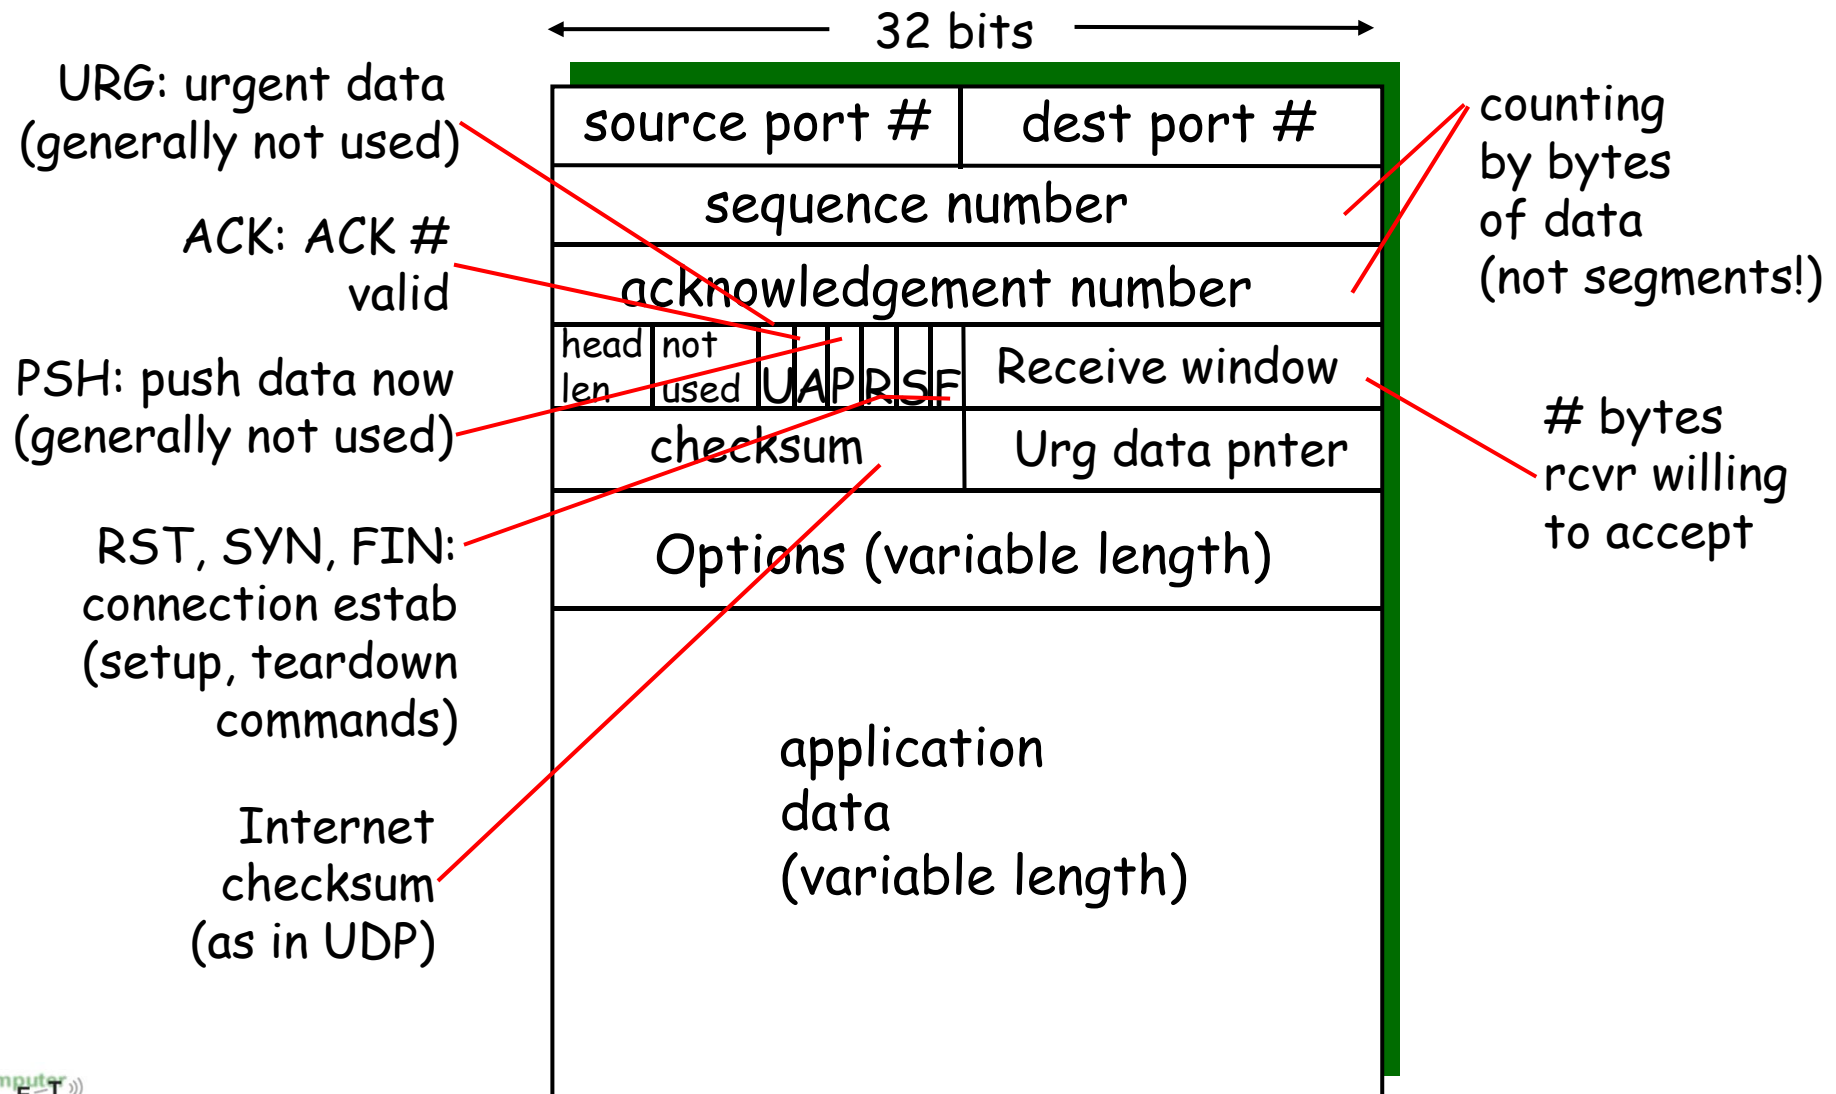 32 bits
URG: urgent data
(generally not used)
ACK: ACK #
valid
PSH: push data now
(generally not used)
RST, SYN, FIN:
connection estab
(setup, teardown
commands)
Internet
checksum
(as in UDP)
source port #
dest port #
sequence number
acknowledgement number
head
len
not
used
U A P R S F
Receive window
checksum
Urg data pnter
Options (variable length)
application
data
(variable length)
counting
by bytes
of data
(not segments!)
# bytes
rcvr willing
to accept